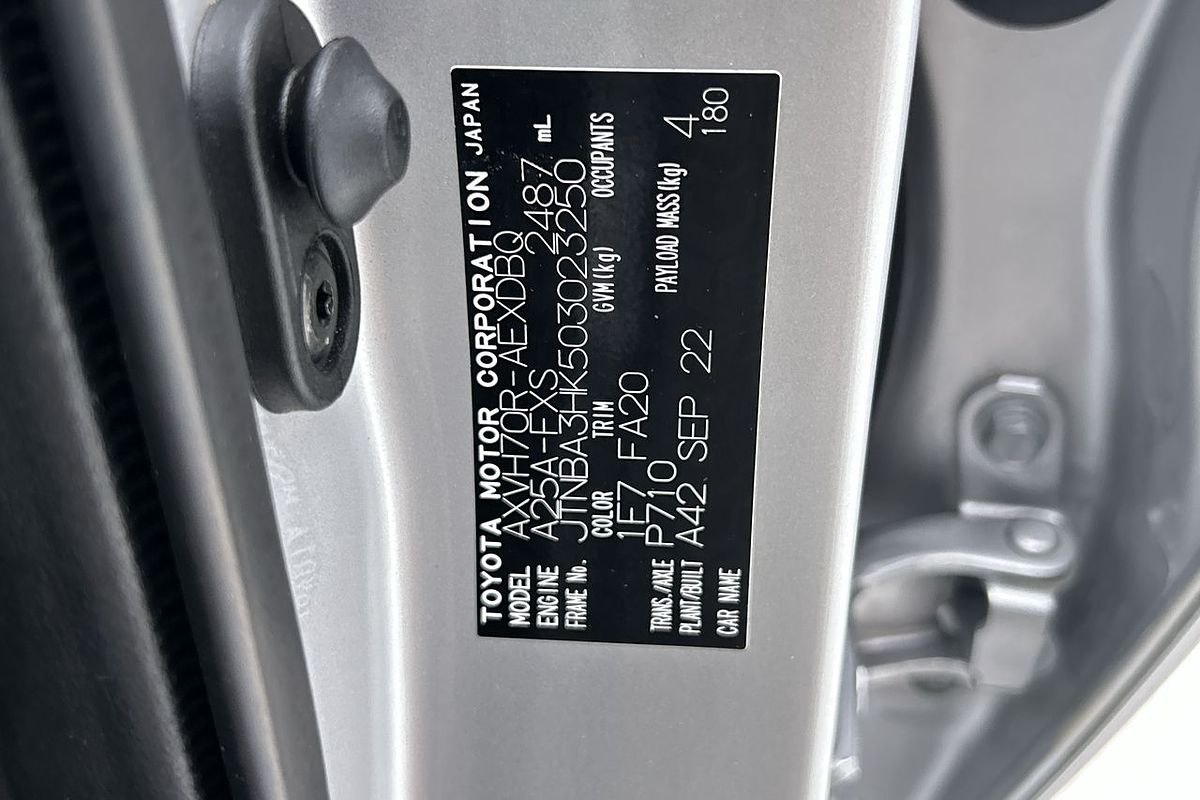 TOYOTA MOTOR CORPORATION JAPAN
MODEL AXVH70R-AEXDBQ
ENGINE A25A-FXS 2487 mL
FRAME No. JTNBA3HK503023250
COLOR TRIM GVM(kg) OCCUPANTS
1F7 FA20 4
TRANS./AXLE P710 PAYLOAD MASS(kg) 180
PLANT/BUILT A42 SEP 22
CAR NAME